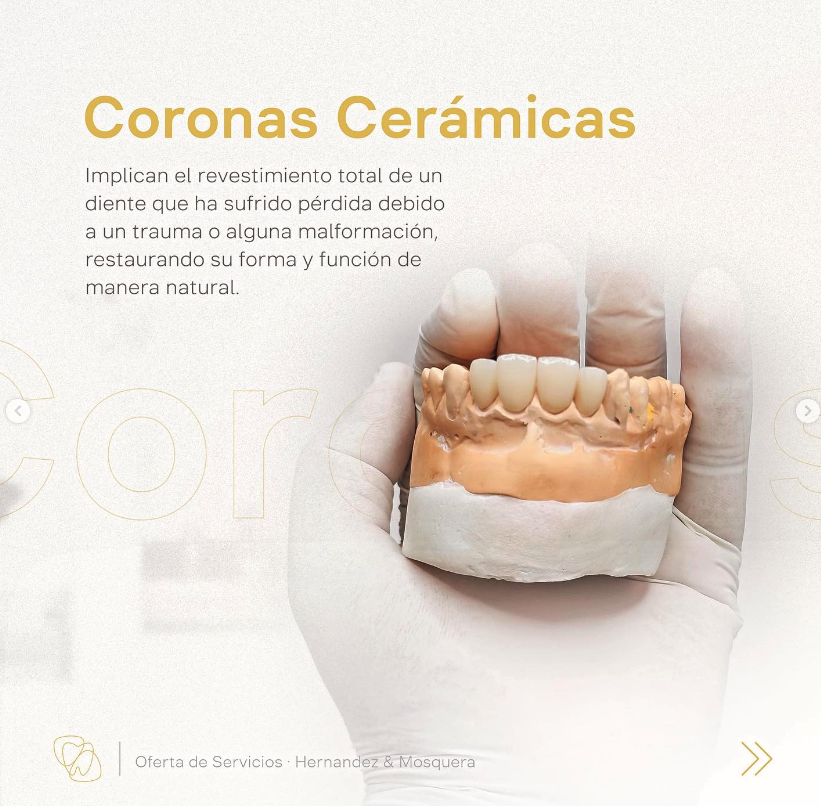 Coronas Cerámicas
Implican el revestimiento total de un
diente que ha sufrido pérdida debido
a un trauma o alguna malformación,
restaurando su forma y función de
manera natural.
Coro s
Oferta de Servicios · Hernandez & Mosquera